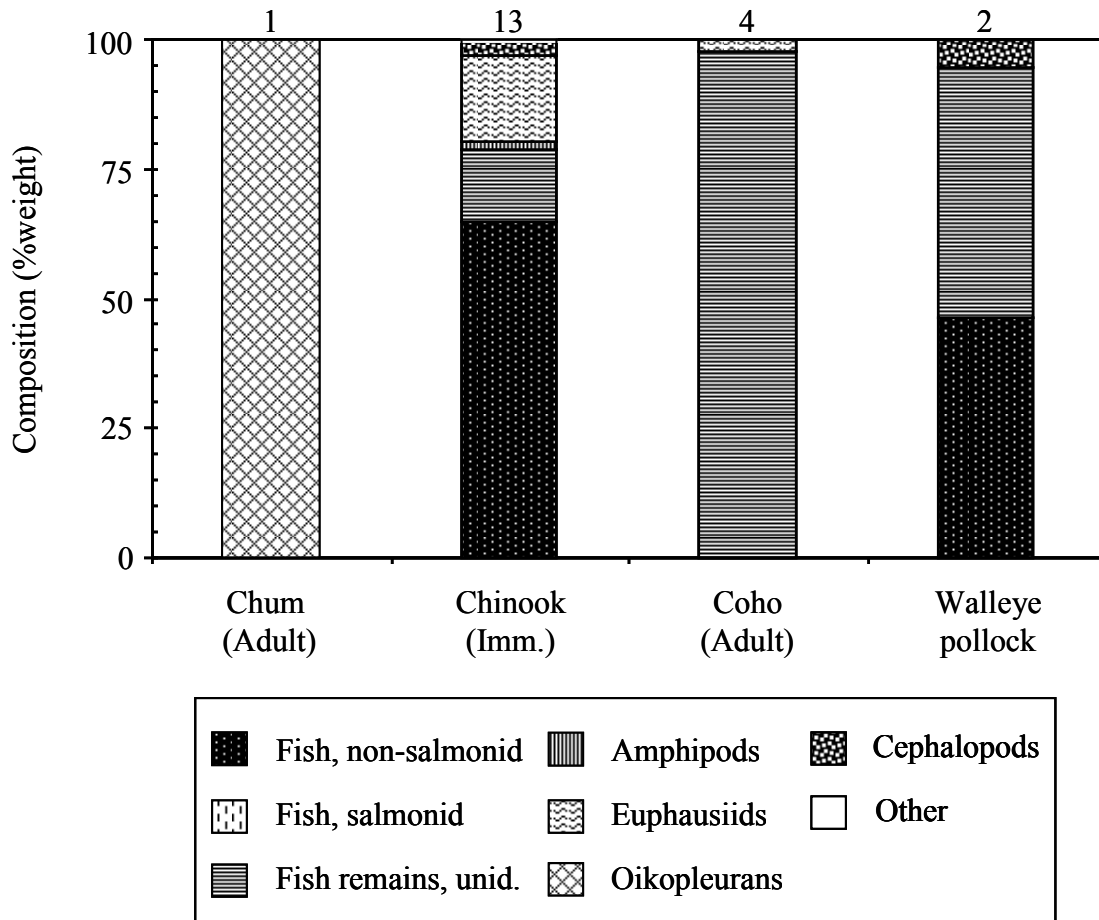 1 13 4 2
100
75
50
25
0
Composition (%weight)
Chum Chinook Coho Walleye
(Adult) (Imm.) (Adult) pollock
Fish, non-salmonid Amphipods Cephalopods
Fish, salmonid Euphausiids Other
Fish remains, unid. Oikopleurans